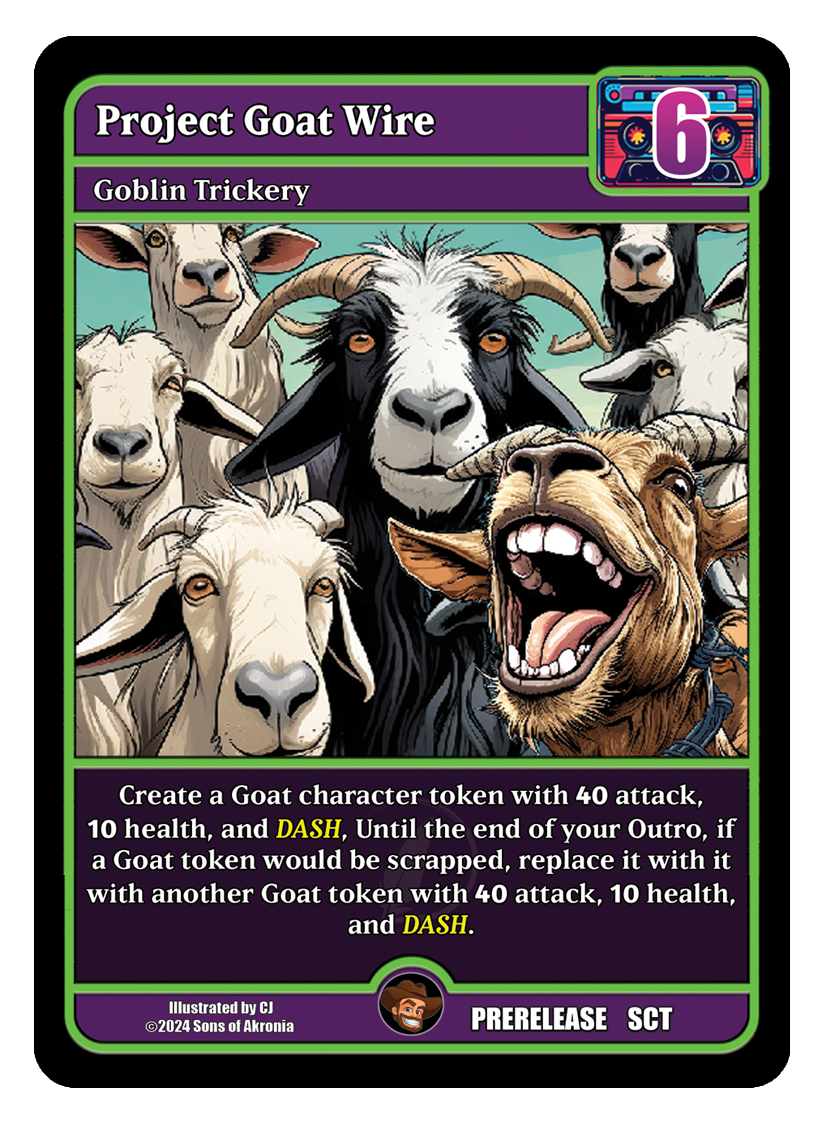 Project Goat Wire
6
Goblin Trickery
Create a Goat character token with 40 attack,
10 health, and DASH, Until the end of your Outro, if
a Goat token would be scrapped, replace it with it
with another Goat token with 40 attack, 10 health,
and DASH.
Illustrated by CJ
©2024 Sons of Akronia
PRERELEASE SCT